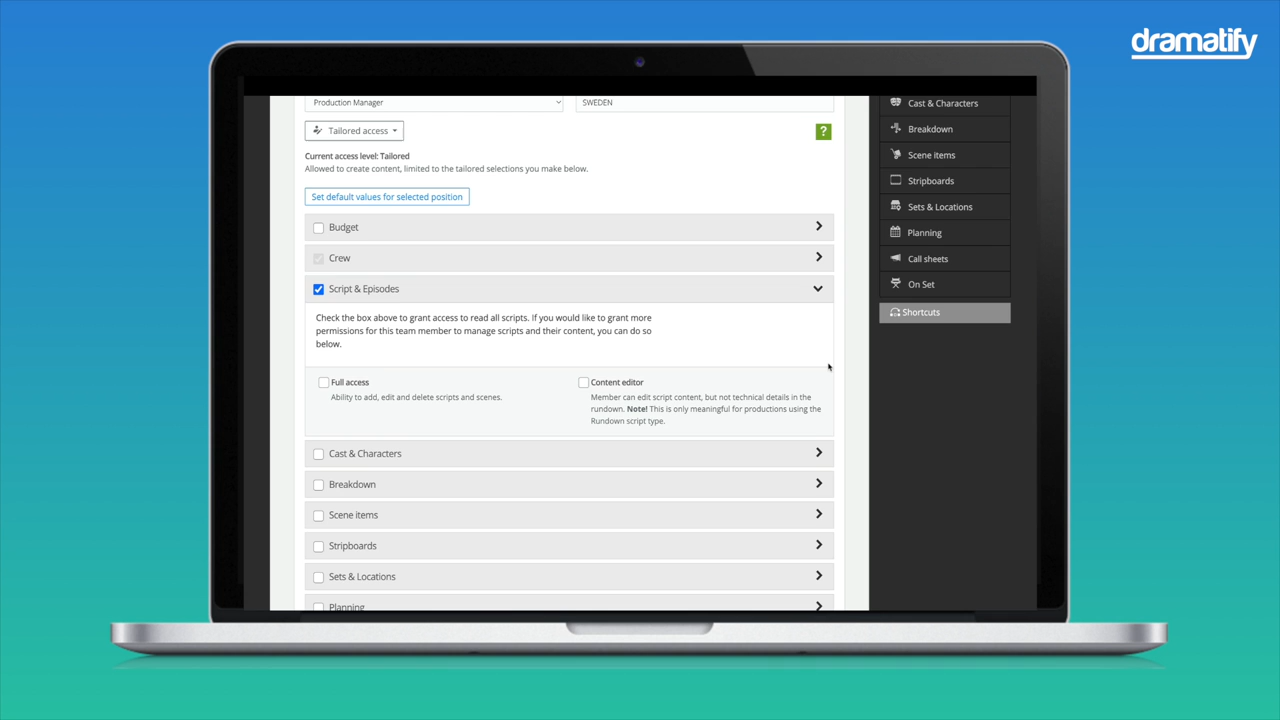 dramatify
Production Manager
SWEDEN
Tailored access
?
Current access level: Tailored
Allowed to create content, limited to the tailored selections you make below.
Set default values for selected position
Budget
Crew
Script & Episodes
Check the box above to grant access to read all scripts. If you would like to grant more
permissions for this team member to manage scripts and their content, you can do so
below.
Full access
Ability to add, edit and delete scripts and scenes.
Content editor
Member can edit script content, but not technical details in the
rundown. Note! This is only meaningful for productions using the
Rundown script type.
Cast & Characters
Breakdown
Scene items
Stripboards
Sets & Locations
Planning
Cast & Characters
Breakdown
Scene items
Stripboards
Sets & Locations
Planning
Call sheets
On Set
Shortcuts